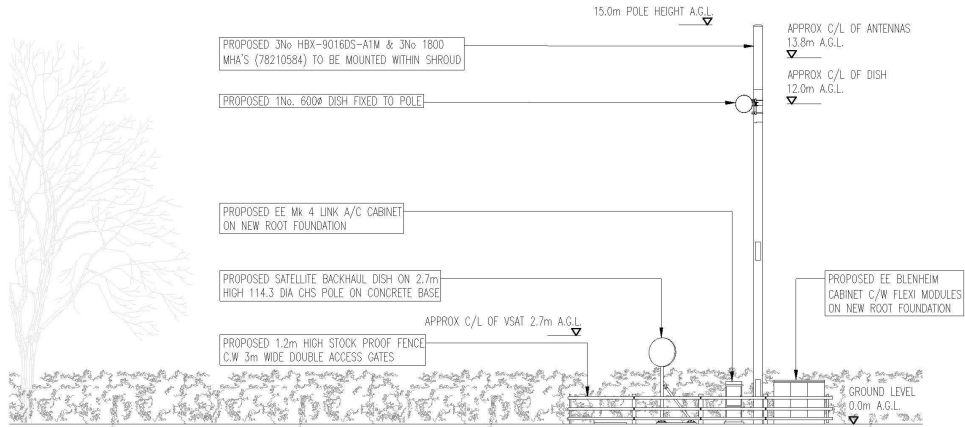 15.0m POLE HEIGHT A.G.L.
APPROX C/L OF ANTENNAS
13.8m A.G.L.
PROPOSED 3No HBX-9016DS-A1M & 3No 1800
MHA'S (78210584) TO BE MOUNTED WITHIN SHROUD
APPROX C/L OF DISH
12.0m A.G.L.
PROPOSED 1No. 600ø DISH FIXED TO POLE
PROPOSED EE Mk 4 LINK A/C CABINET
ON NEW ROOT FOUNDATION
PROPOSED SATELLITE BACKHAUL DISH ON 2.7m
HIGH 114.3 DIA CHS POLE ON CONCRETE BASE
PROPOSED EE BLENHEIM
CABINET C/W FLEXI MODULES
ON NEW ROOT FOUNDATION
APPROX C/L OF VSAT 2.7m A.G.L.
PROPOSED 1.2m HIGH STOCK PROOF FENCE
C.W 3m WIDE DOUBLE ACCESS GATES
GROUND LEVEL
0.0m A.G.L.